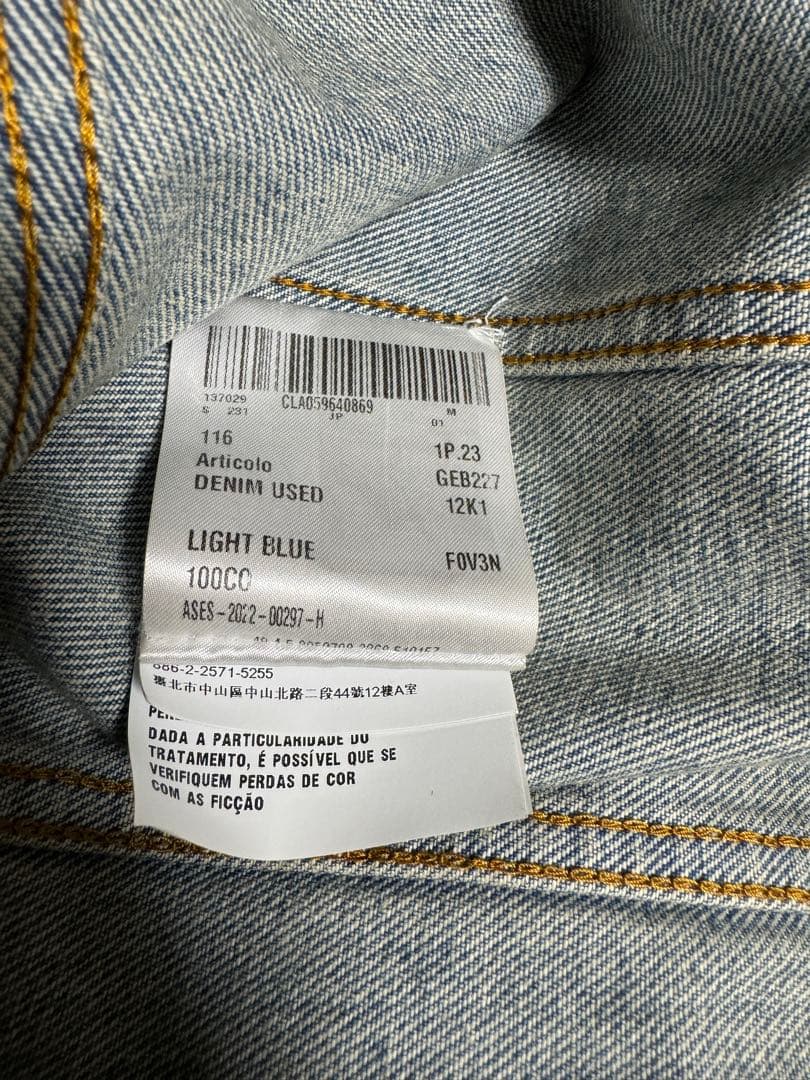 137029 CLA059640869 M
S 231 JP 01
116 1P.23
Articolo GEB227
DENIM USED 12K1
LIGHT BLUE F0V3N
100CO
ASES-2022-00297-H
886-2-2571-5255
臺北市中山區中山北路二段44號12樓A室
DADA A PARTICULARIDADE DO
TRATAMENTO, É POSSÍVEL QUE SE
VERIFIQUEM PERDAS DE COR
COM AS FICÇÃO